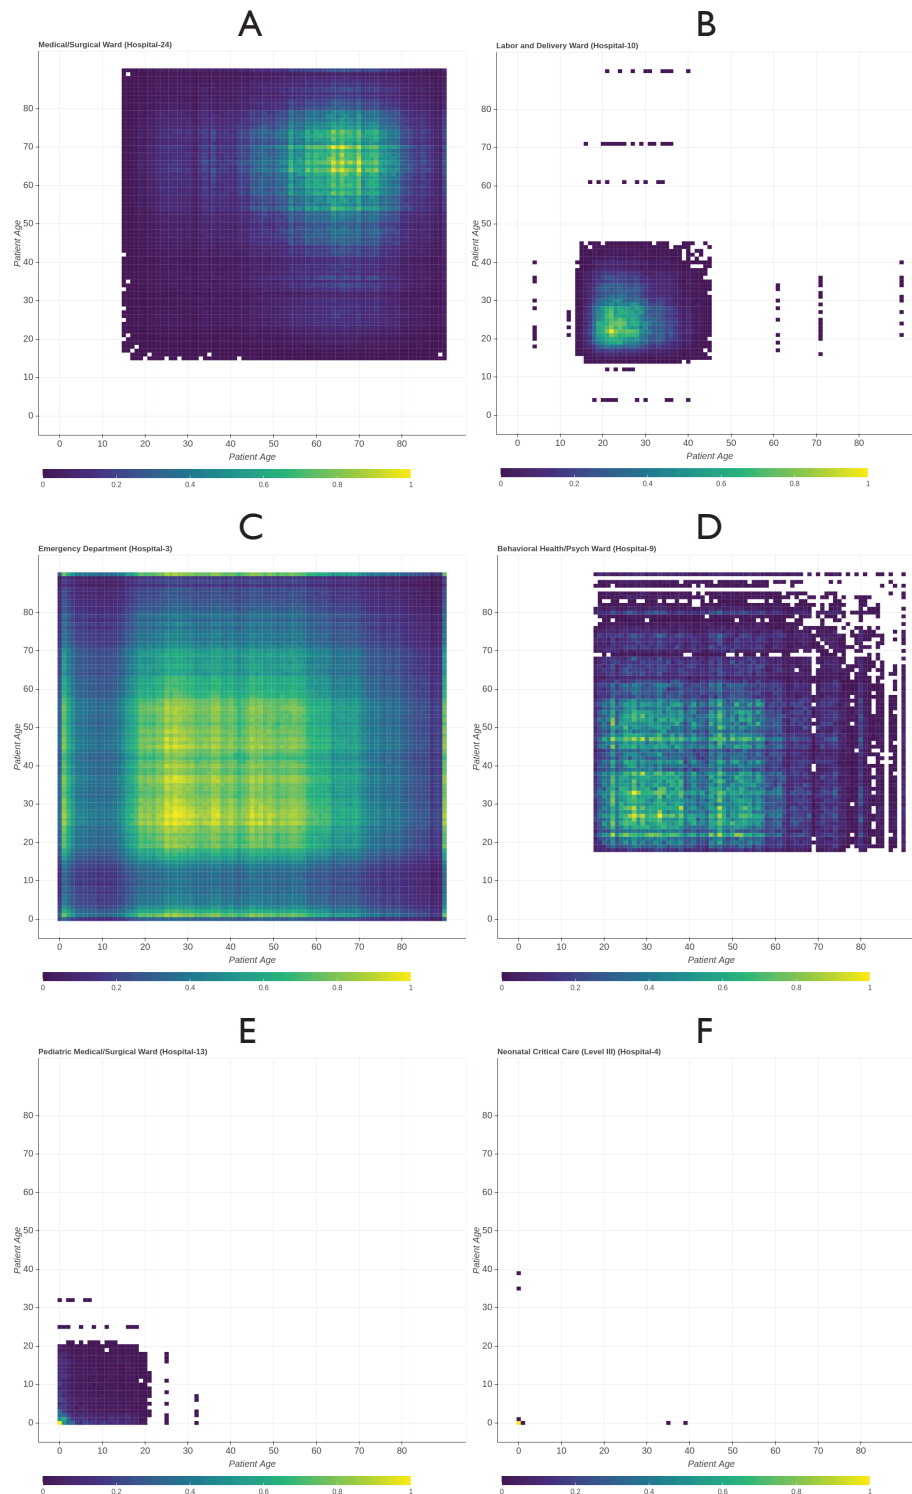 A
B
Medical/Surgical Ward (Hospital-24)
Labor and Delivery Ward (Hospital-10)
80
70
60
50
40
30
20
10
0
Patient Age
0 10 20 30 40 50 60 70 80
Patient Age
0 0.2 0.4 0.6 0.8 1
80
70
60
50
40
30
20
10
0
Patient Age
0 10 20 30 40 50 60 70 80
Patient Age
0 0.2 0.4 0.6 0.8 1
C
D
Emergency Department (Hospital-3)
Behavioral Health/Psych Ward (Hospital-9)
80
70
60
50
40
30
20
10
0
Patient Age
0 10 20 30 40 50 60 70 80
Patient Age
0 0.2 0.4 0.6 0.8 1
80
70
60
50
40
30
20
10
0
Patient Age
0 10 20 30 40 50 60 70 80
Patient Age
0 0.2 0.4 0.6 0.8 1
E
F
Pediatric Medical/Surgical Ward (Hospital-13)
Neonatal Critical Care (Level III) (Hospital-4)
80
70
60
50
40
30
20
10
0
Patient Age
0 10 20 30 40 50 60 70 80
Patient Age
0 0.2 0.4 0.6 0.8 1
80
70
60
50
40
30
20
10
0
Patient Age
0 10 20 30 40 50 60 70 80
Patient Age
0 0.2 0.4 0.6 0.8 1